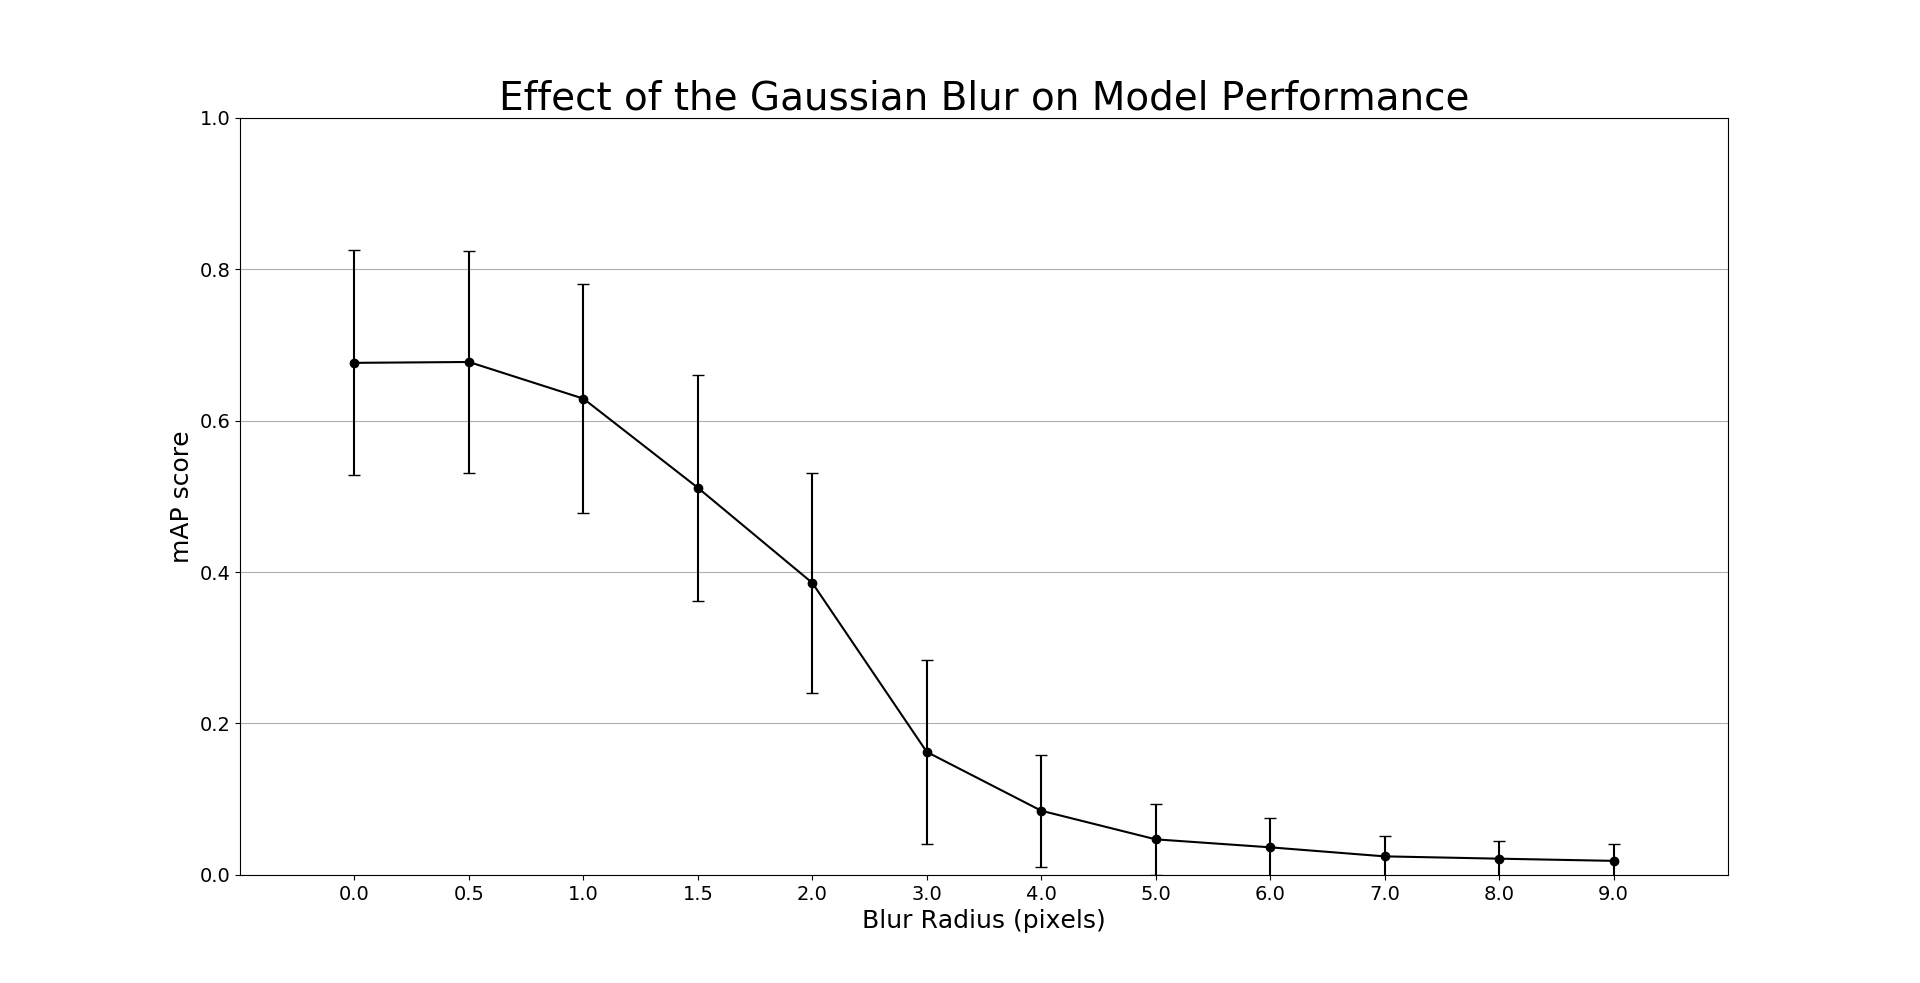 Effect of the Gaussian Blur on Model Performance
1.0
0.8
0.6
0.4
0.2
0.0
mAP score
0.0 0.5 1.0 1.5 2.0 3.0 4.0 5.0 6.0 7.0 8.0 9.0
Blur Radius (pixels)